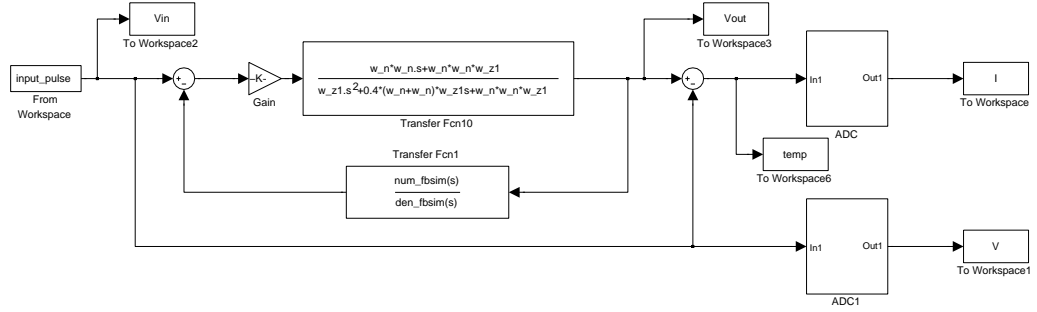 Vin
To Workspace2
input_pulse
From
Workspace
+
−
-K-
Gain
w_n*w_n.s+w_n*w_n*w_z1
w_z1.s²+0.4*(w_n+w_n)*w_z1s+w_n*w_n*w_z1
Transfer Fcn10
Transfer Fcn1
num_fbsim(s)
den_fbsim(s)
Vout
To Workspace3
+
−
In1
Out1
ADC
I
To Workspace
temp
To Workspace6
In1
Out1
ADC1
V
To Workspace1